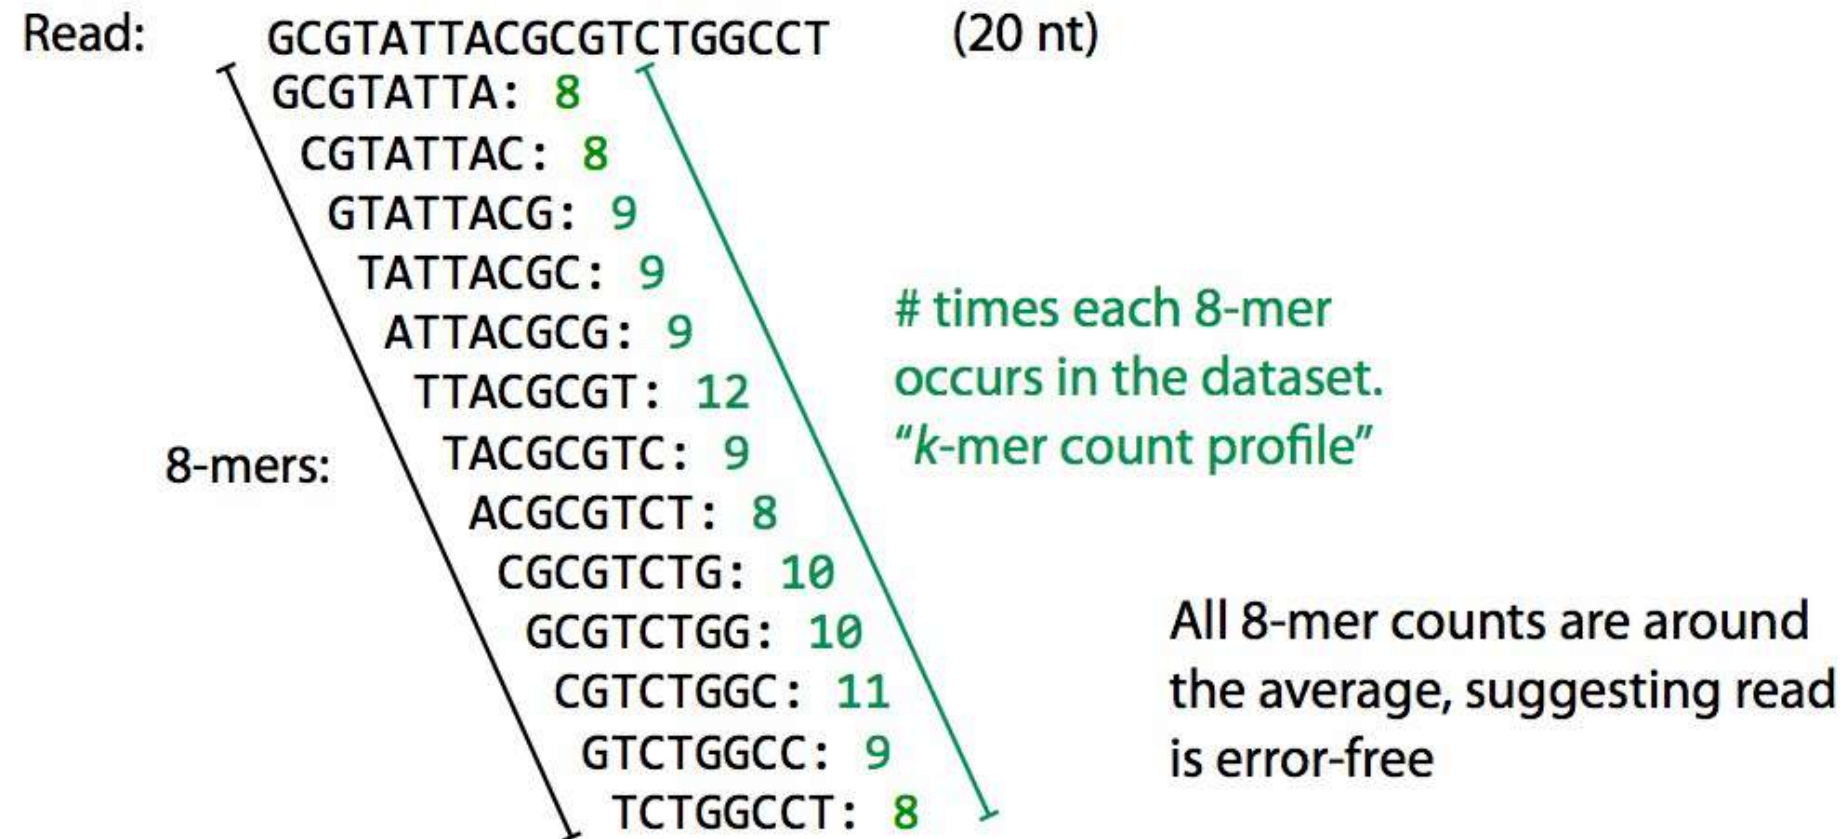 Read: GCGTATTACGCGTCTGGCCT (20 nt)
GCGTATTA: 8
CGTATTAC: 8
GTATTACG: 9
TATTACGC: 9
ATTACGCG: 9
TTACGCGT: 12
TACGCGTC: 9
ACGCGTCT: 8
CGCGTCTG: 10
GCGTCTGG: 10
CGTCTGGC: 11
GTCTGGCC: 9
TCTGGCCT: 8
8-mers:
# times each 8-mer
occurs in the dataset.
“k-mer count profile”
All 8-mer counts are around
the average, suggesting read
is error-free